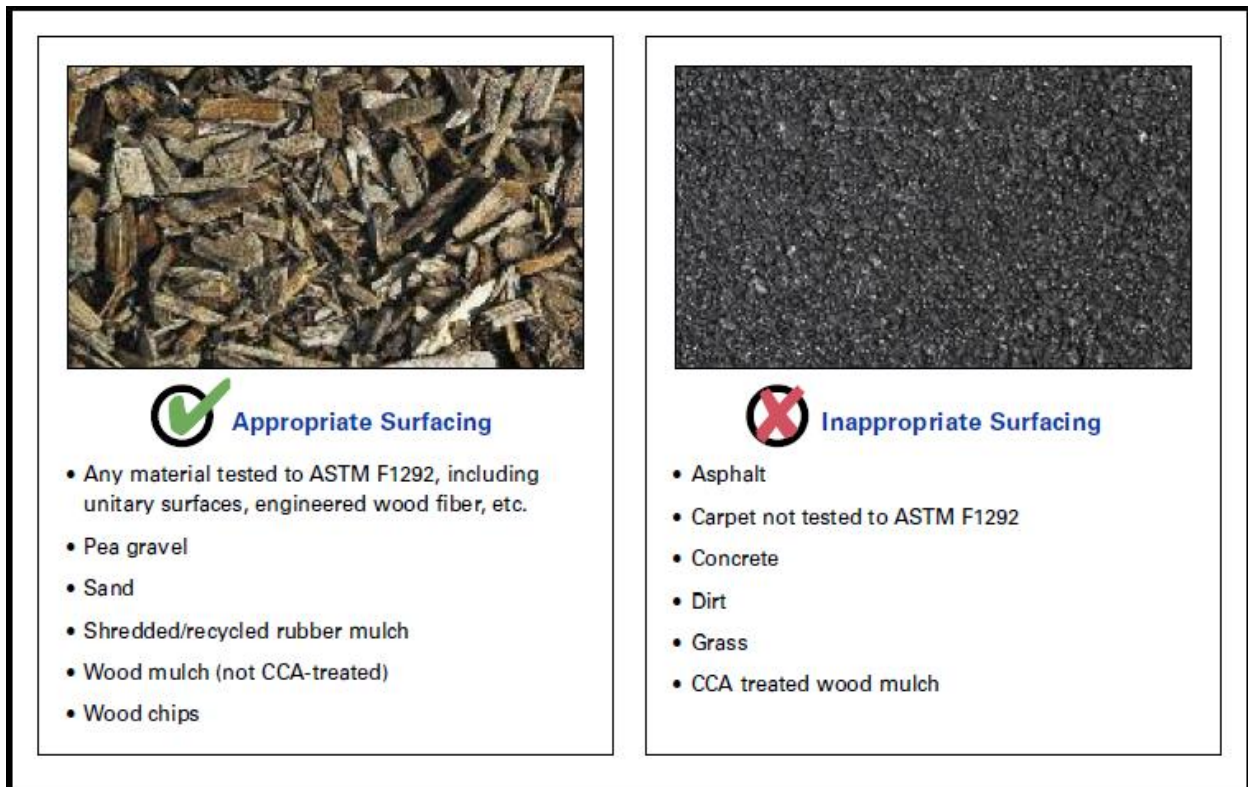 Appropriate Surfacing
• Any material tested to ASTM F1292, including
unitary surfaces, engineered wood fiber, etc.
• Pea gravel
• Sand
• Shredded/recycled rubber mulch
• Wood mulch (not CCA-treated)
• Wood chips
Inappropriate Surfacing
• Asphalt
• Carpet not tested to ASTM F1292
• Concrete
• Dirt
• Grass
• CCA treated wood mulch